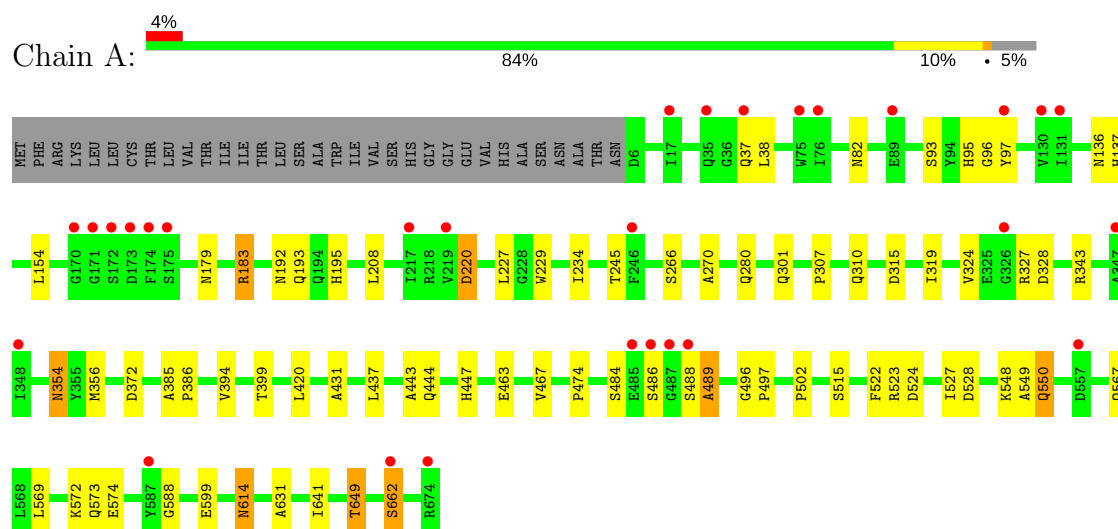 4%
Chain A:
84%
10%
•
5%
MET PHE ARG LYS LEU LEU CYS THR LEU VAL THR ILE ILE THR LEU SER ALA TRP ILE VAL SER HIS GLY GLY GLU VAL HIS ALA SER ASN ALA THR ASN D6 I17 Q35 G36 Q37 L38 W75 I76 N82 E89 S93 Y94 H95 G96 Y97 V130 I131 N136 H137
L154 G170 G171 S172 D173 F174 S175 N179 R183 N192 Q193 Q194 H195 L208 I217 R218 V219 D220 L227 G228 W229 I234 T245 F246 S266 A270 Q280 Q301 P307 Q310 D315 I319 V324 E325 G326 R327 D328 R343 A347
I348 N354 Y355 M356 D372 A385 P386 V394 T399 L420 A431 L437 A443 Q444 H447 E463 V467 P474 S484 E485 S486 G487 S488 A489 G496 P497 P502 S515 F522 R523 D524 I527 D528 K548 A549 Q550 D557 Q567
L568 L569 K572 Q573 E574 Y587 G588 E599 N614 A631 I641 T649 S662 R674